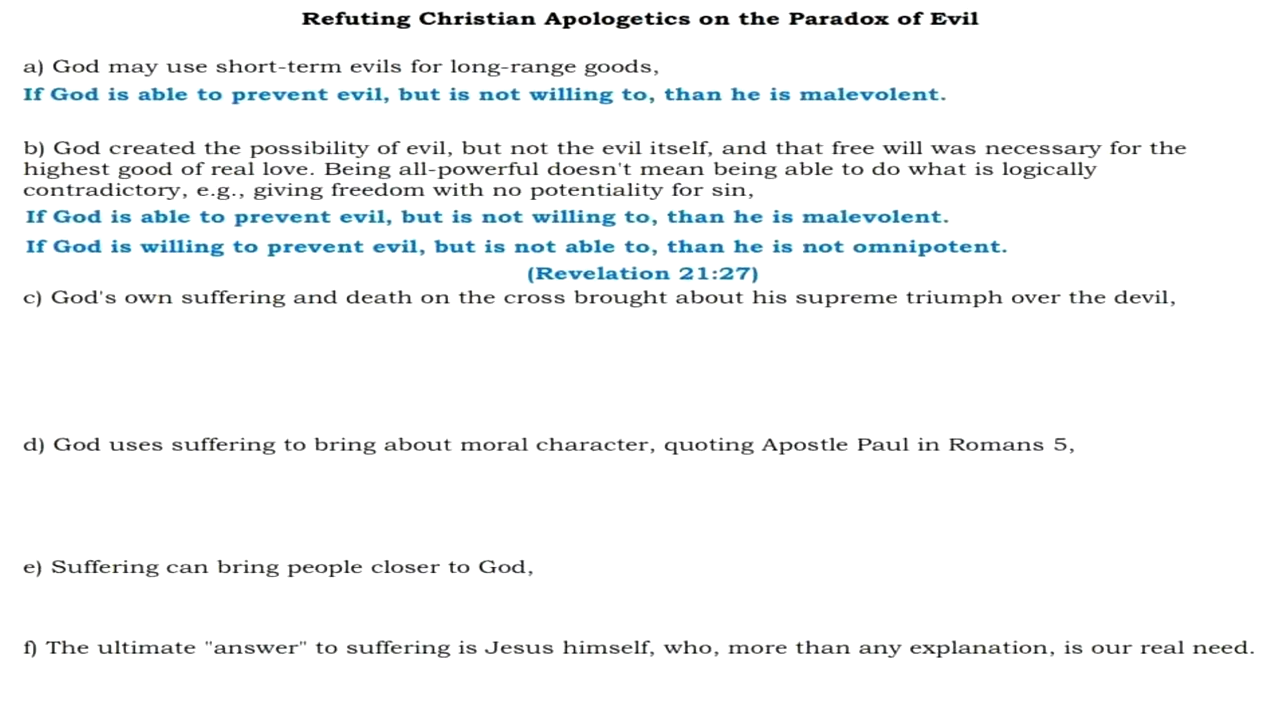 Refuting Christian Apologetics on the Paradox of Evil
a) God may use short-term evils for long-range goods,
If God is able to prevent evil, but is not willing to, than he is malevolent.
b) God created the possibility of evil, but not the evil itself, and that free will was necessary for the
highest good of real love. Being all-powerful doesn't mean being able to do what is logically
contradictory, e.g., giving freedom with no potentiality for sin,
If God is able to prevent evil, but is not willing to, than he is malevolent.
If God is willing to prevent evil, but is not able to, than he is not omnipotent.
(Revelation 21:27)
c) God's own suffering and death on the cross brought about his supreme triumph over the devil,
d) God uses suffering to bring about moral character, quoting Apostle Paul in Romans 5,
e) Suffering can bring people closer to God,
f) The ultimate "answer" to suffering is Jesus himself, who, more than any explanation, is our real need.